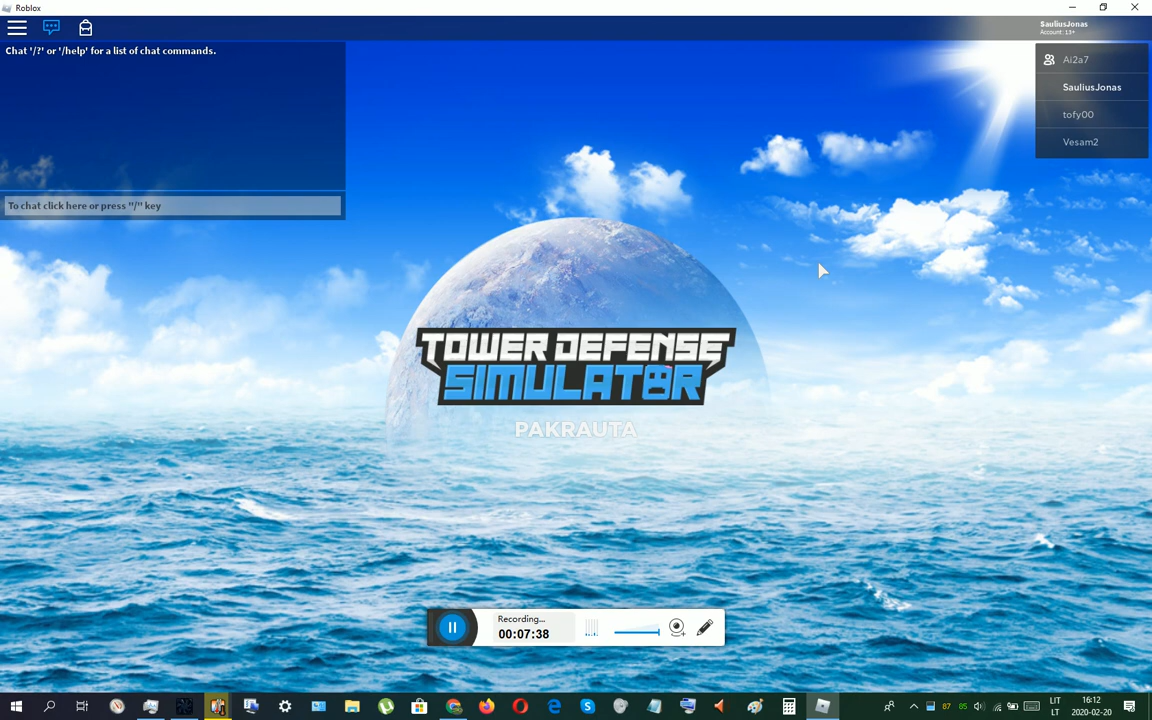 Roblox
SauliusJonas
Account: 13+
Chat '/?' or '/help' for a list of chat commands.
To chat click here or press "/" key
Ai2a7
SauliusJonas
tofy00
Vesam2
TOWER DEFENSE
SIMULATOR
PAKRAUTA
Recording...
00:07:38
87
05
LIT
LT
16:12
2020-02-20